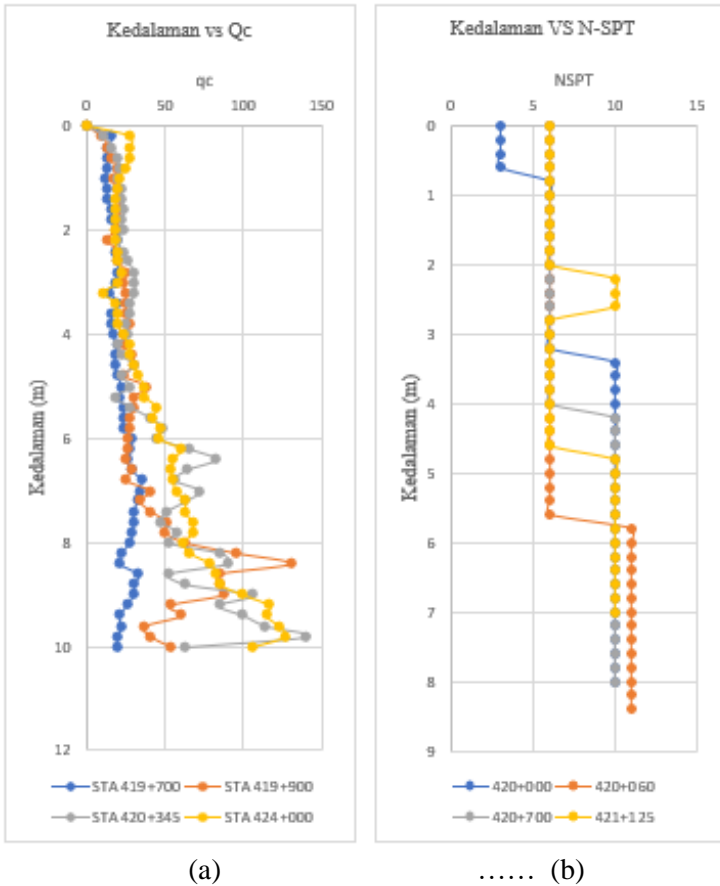 Kedalaman vs Qc
qc
0 50 100 150
0
2
4
6
8
10
12
Kedalaman (m)
STA 419+700 STA 419+900
STA 420+345 STA 424+000
(a)
Kedalaman VS N-SPT
NSPT
0 5 10 15
0
1
2
3
4
5
6
7
8
9
Kedalaman (m)
420+000 420+060
420+700 421+125
...... (b)